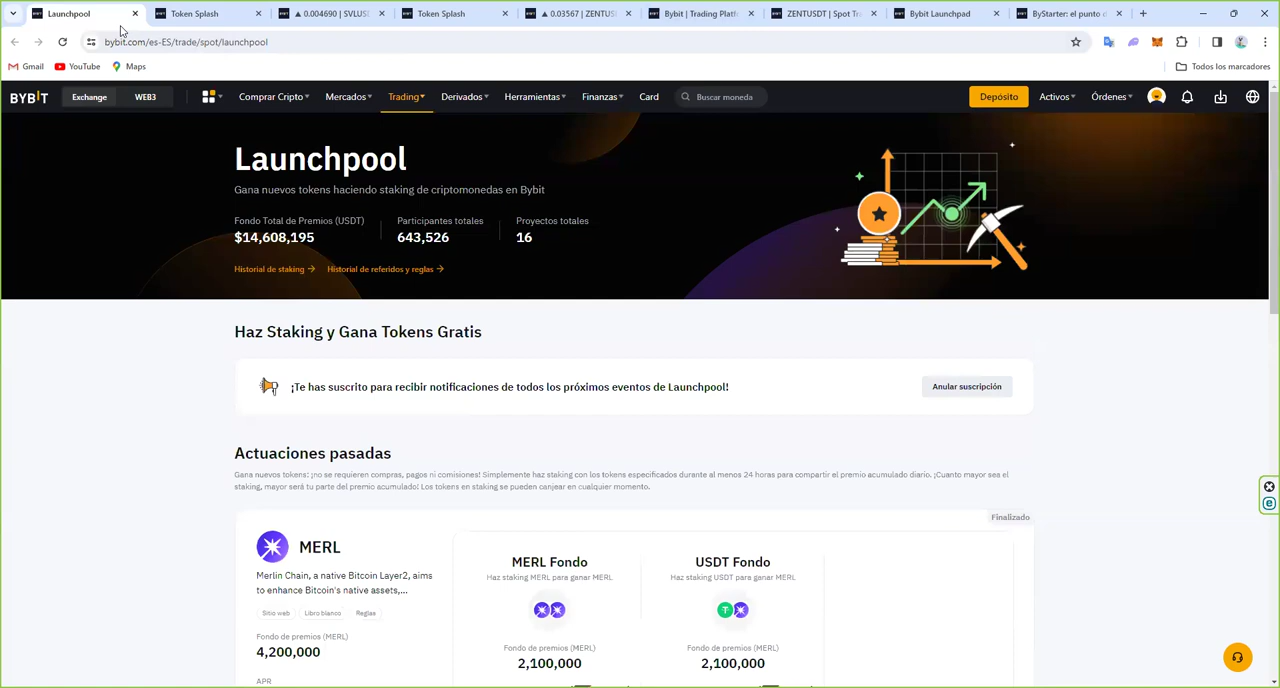 Launchpool
Token Splash
0.004690 | SVLUSD
Token Splash
0.03567 | ZENTUSD
Bybit | Trading Platf
ZENTUSDT | Spot Tra
Bybit Launchpad
ByStarter: el punto d
bybit.com/es-ES/trade/spot/launchpool
Gmail
YouTube
Maps
Todos los marcadores
BYBIT
Exchange
WEB3
Comprar Cripto
Mercados
Trading
Derivados
Herramientas
Finanzas
Card
Buscar moneda
Depósito
Activos
Órdenes
Launchpool
Gana nuevos tokens haciendo staking de criptomonedas en Bybit
Fondo Total de Premios (USDT)
Participantes totales
Proyectos totales
$14,608,195
643,526
16
Historial de staking →
Historial de referidos y reglas →
Haz Staking y Gana Tokens Gratis
¡Te has suscrito para recibir notificaciones de todos los próximos eventos de Launchpool!
Anular suscripción
Actuaciones pasadas
Gana nuevos tokens: ¡no se requieren compras, pagos ni comisiones! Simplemente haz staking con los tokens especificados durante al menos 24 horas para compartir el premio acumulado diario. ¡Cuanto mayor sea el
staking, mayor será tu parte del premio acumulado! Los tokens en staking se pueden canjear en cualquier momento.
Finalizado
MERL
Merlin Chain, a native Bitcoin Layer2, aims
to enhance Bitcoin's native assets,...
Sitio web
Libro blanco
Reglas
Fondo de premios (MERL)
4,200,000
APR
MERL Fondo
Haz staking MERL para ganar MERL
Fondo de premios (MERL)
2,100,000
USDT Fondo
Haz staking USDT para ganar MERL
Fondo de premios (MERL)
2,100,000